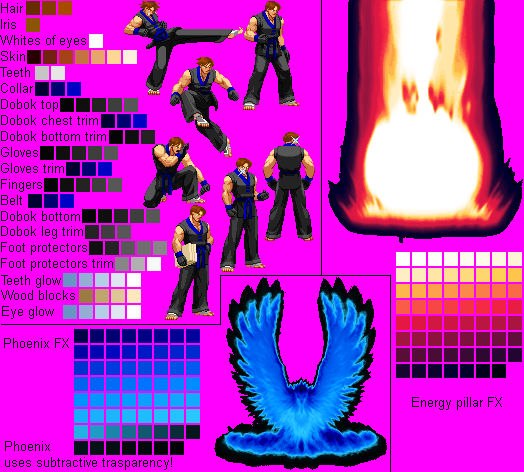 Hair
Iris
Whites of eyes
Skin
Teeth
Collar
Dobok top
Dobok chest trim
Dobok bottom trim
Gloves
Gloves trim
Fingers
Belt
Dobok bottom
Dobok leg trim
Foot protectors
Foot protectors trim
Teeth glow
Wood blocks
Eye glow
Phoenix FX
Phoenix
uses subtractive trasparency!
Energy pillar FX